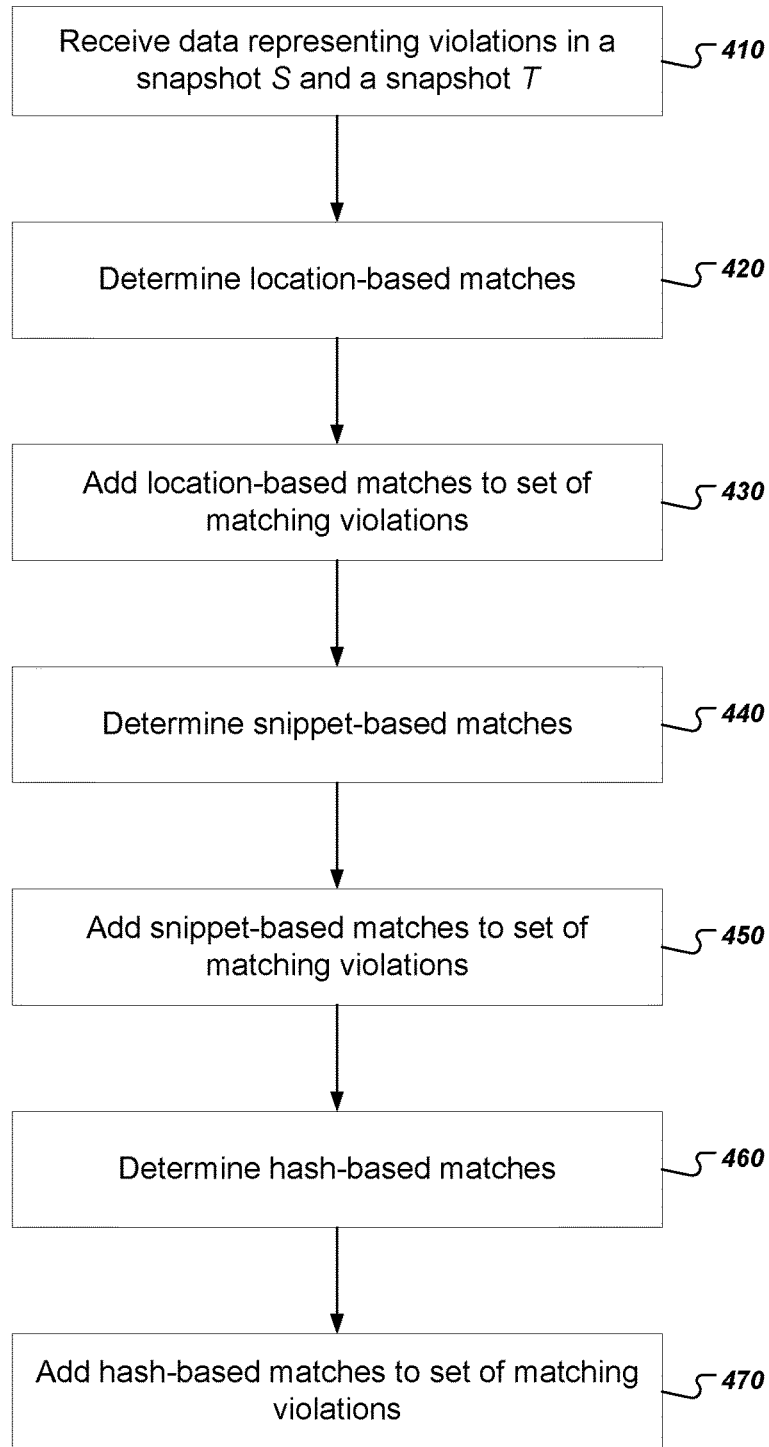 Receive data representing violations in a
snapshot S and a snapshot T
410
Determine location-based matches
420
Add location-based matches to set of
matching violations
430
Determine snippet-based matches
440
Add snippet-based matches to set of
matching violations
450
Determine hash-based matches
460
Add hash-based matches to set of matching
violations
470